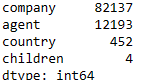 company     82137
agent       12193
country       452
children        4
dtype: int64